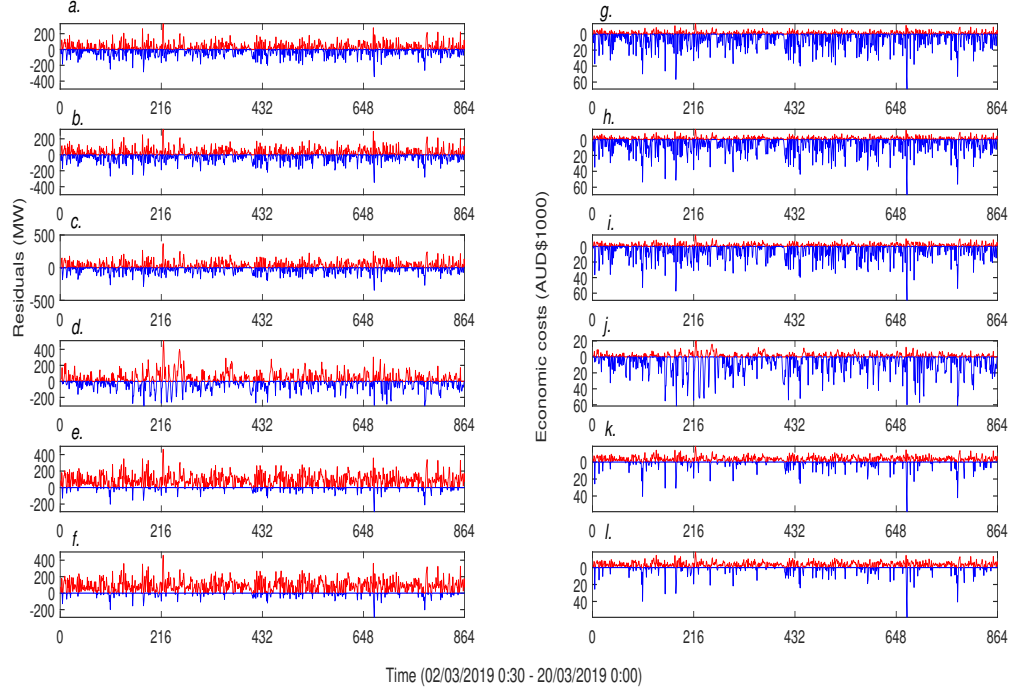 a.
200
0
-200
-400
0 216 432 648 864
b.
200
0
-200
-400
0 216 432 648 864
c.
500
0
-500
0 216 432 648 864
d.
400
200
0
-200
0 216 432 648 864
e.
400
200
0
-200
0 216 432 648 864
f.
400
200
0
-200
0 216 432 648 864
Residuals (MW)
g.
0
20
40
60
0 216 432 648 864
h.
0
20
40
60
0 216 432 648 864
i.
0
20
40
60
0 216 432 648 864
j.
20
0
20
40
60
0 216 432 648 864
k.
0
20
40
0 216 432 648 864
l.
0
20
40
0 216 432 648 864
Economic costs (AUD$1000)
Time (02/03/2019 0:30 - 20/03/2019 0:00)